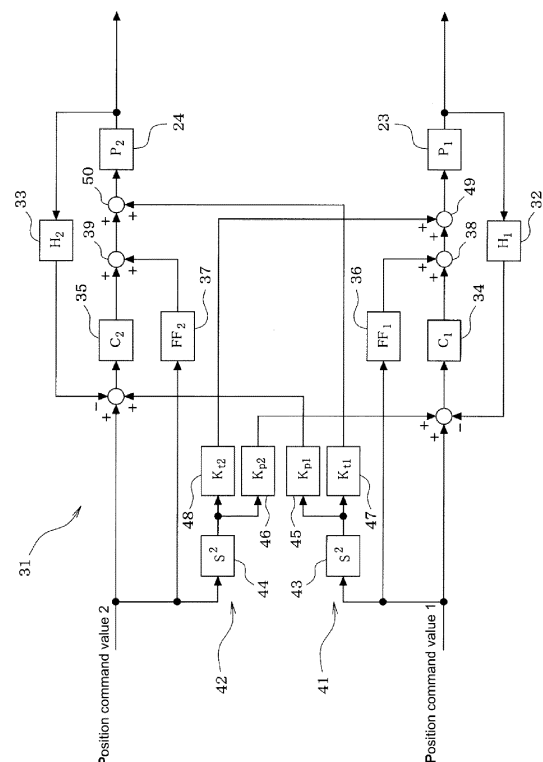 31
Position command value 2
+
−
+
C₂
35
+
+
39
+
+
50
P₂
24
H₂
33
FF₂
37
42
S²
44
Kt2
48
Kp2
46
Kp1
45
Kt1
47
S²
43
41
FF₁
36
Position command value 1
+
+
−
C₁
34
+
+
38
+
+
49
P₁
23
H₁
32